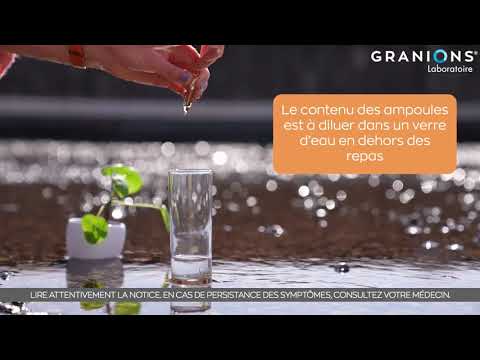 GRANIONS®
Laboratoire
Le contenu des ampoules
est à diluer dans un verre
d'eau en dehors des
repas
LIRE ATTENTIVEMENT LA NOTICE. EN CAS DE PERSISTANCE DES SYMPTÔMES, CONSULTEZ VOTRE MÉDECIN.